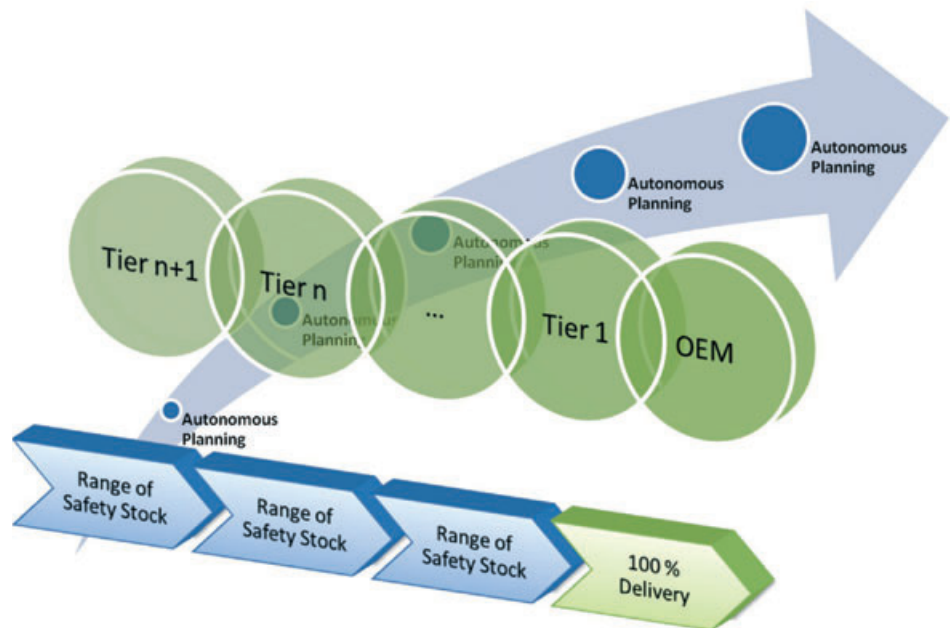 Autonomous
Planning
Autonomous
Planning
Autonomous
Planning
Autonomous
Planning
Autonomous
Planning
Tier n+1
Tier n
...
Tier 1
OEM
Range of
Safety Stock
Range of
Safety Stock
Range of
Safety Stock
100 %
Delivery